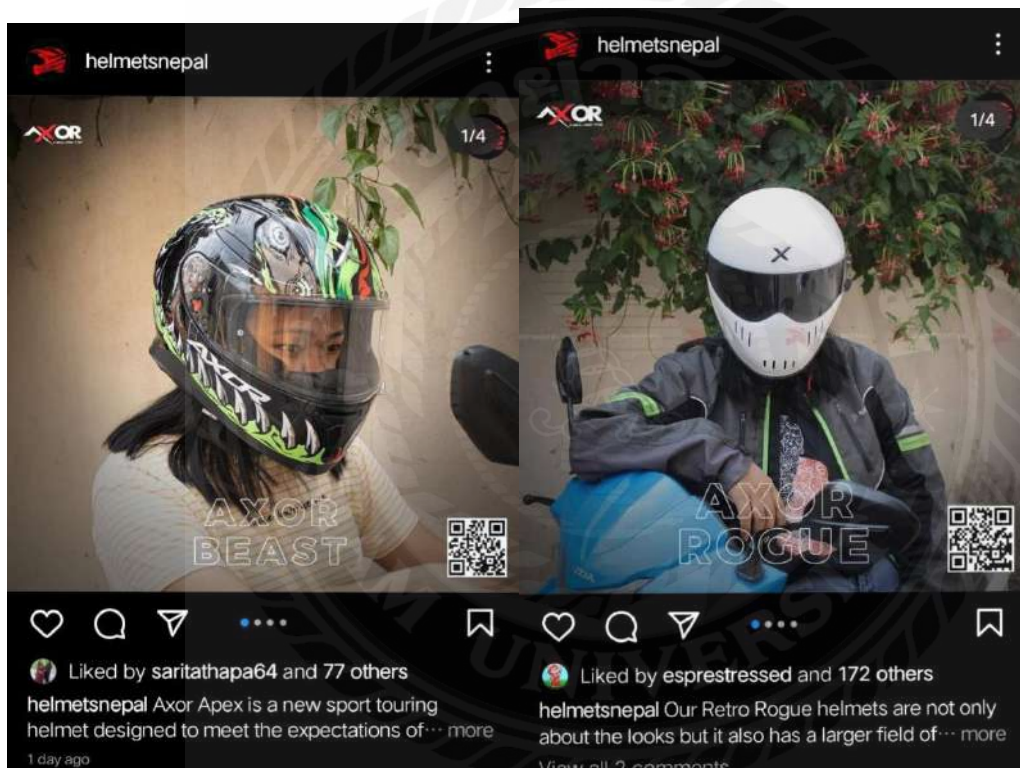 helmetsnepal
AXOR
1/4
AXOR
AXOR
BEAST
Liked by saritathapa64 and 77 others
helmetsnepal Axor Apex is a new sport touring
helmet designed to meet the expectations of... more
1 day ago
helmetsnepal
AXOR
1/4
X
AXOR
ROGUE
Liked by esprestressed and 172 others
helmetsnepal Our Retro Rogue helmets are not only
about the looks but it also has a larger field of... more
View all 2 comments